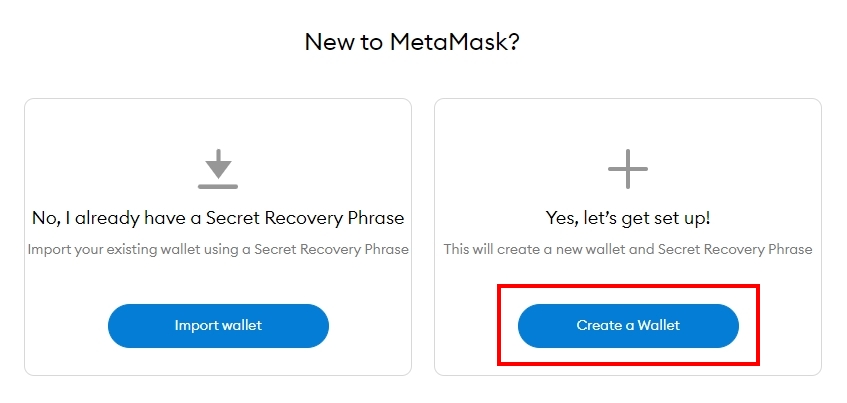 New to MetaMask?
No, I already have a Secret Recovery Phrase
Import your existing wallet using a Secret Recovery Phrase
Import wallet
Yes, let’s get set up!
This will create a new wallet and Secret Recovery Phrase
Create a Wallet